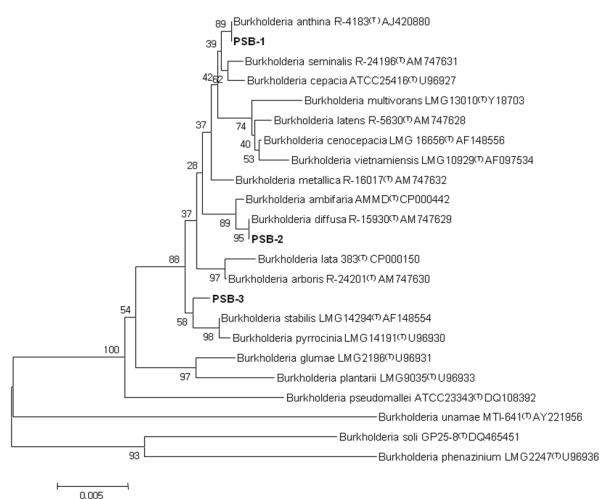 89 Burkholderia anthina R-4183(T) AJ420880
39 PSB-1
Burkholderia seminalis R-24196(T) AM747631
42 62 Burkholderia cepacia ATCC25416(T) U96927
Burkholderia multivorans LMG13010(T) Y18703
74 Burkholderia latens R-5630(T) AM747628
37 40 Burkholderia cenocepacia LMG 16656(T) AF148556
53 Burkholderia vietnamiensis LMG10929(T) AF097534
28 Burkholderia metallica R-16017(T) AM747632
Burkholderia ambifaria AMMD(T) CP000442
37 89 Burkholderia diffusa R-15930(T) AM747629
95 PSB-2
88 Burkholderia lata 383(T) CP000150
97 Burkholderia arboris R-24201(T) AM747630
PSB-3
54 58 Burkholderia stabilis LMG14294(T) AF148554
98 Burkholderia pyrrocinia LMG14191(T) U96930
100 Burkholderia glumae LMG2196(T) U96931
97 Burkholderia plantarii LMG9035(T) U96933
Burkholderia pseudomallei ATCC23343(T) DQ108392
Burkholderia unamae MTI-641(T) AY221956
Burkholderia soli GP25-8(T) DQ465451
93 Burkholderia phenazinium LMG2247(T) U96936
0.005